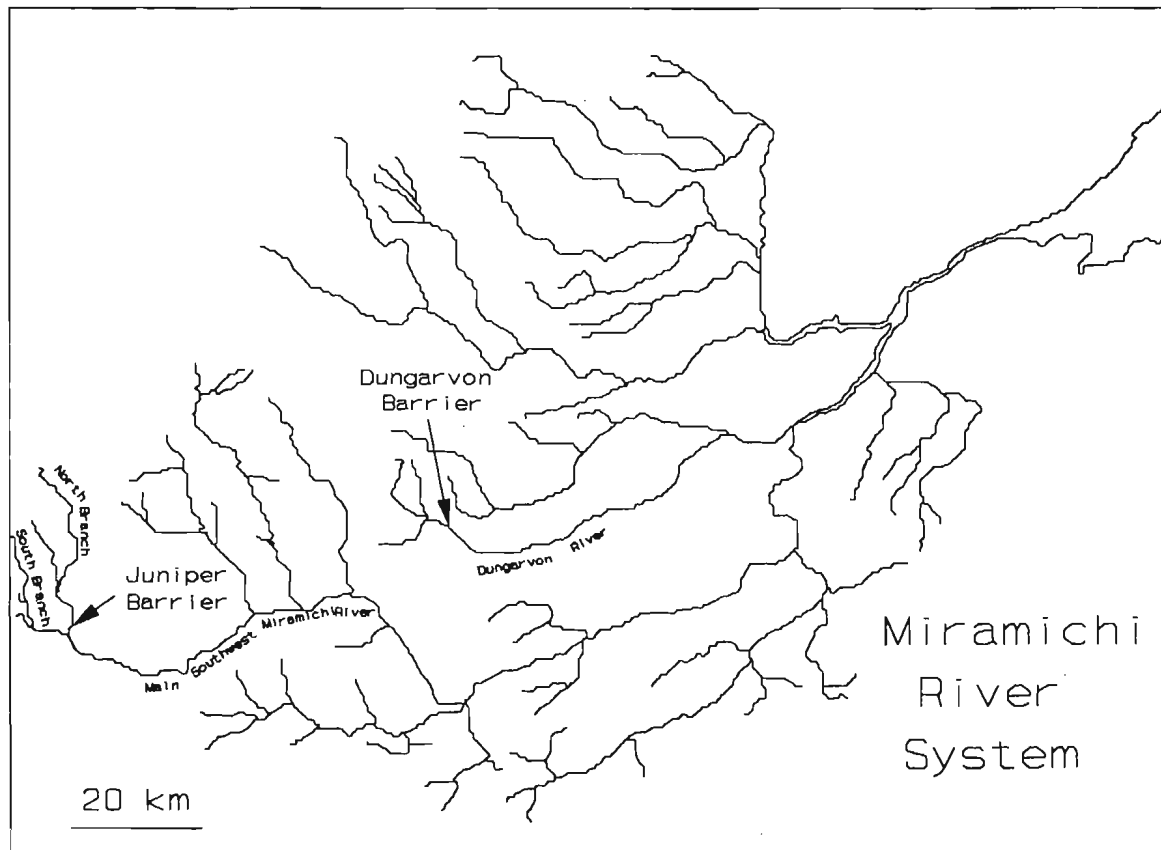 Dungarvon
Barrier
North Branch
South Branch
Juniper
Barrier
Dungarvon River
Main Southwest Miramichi River
Miramichi
River
System
20 km